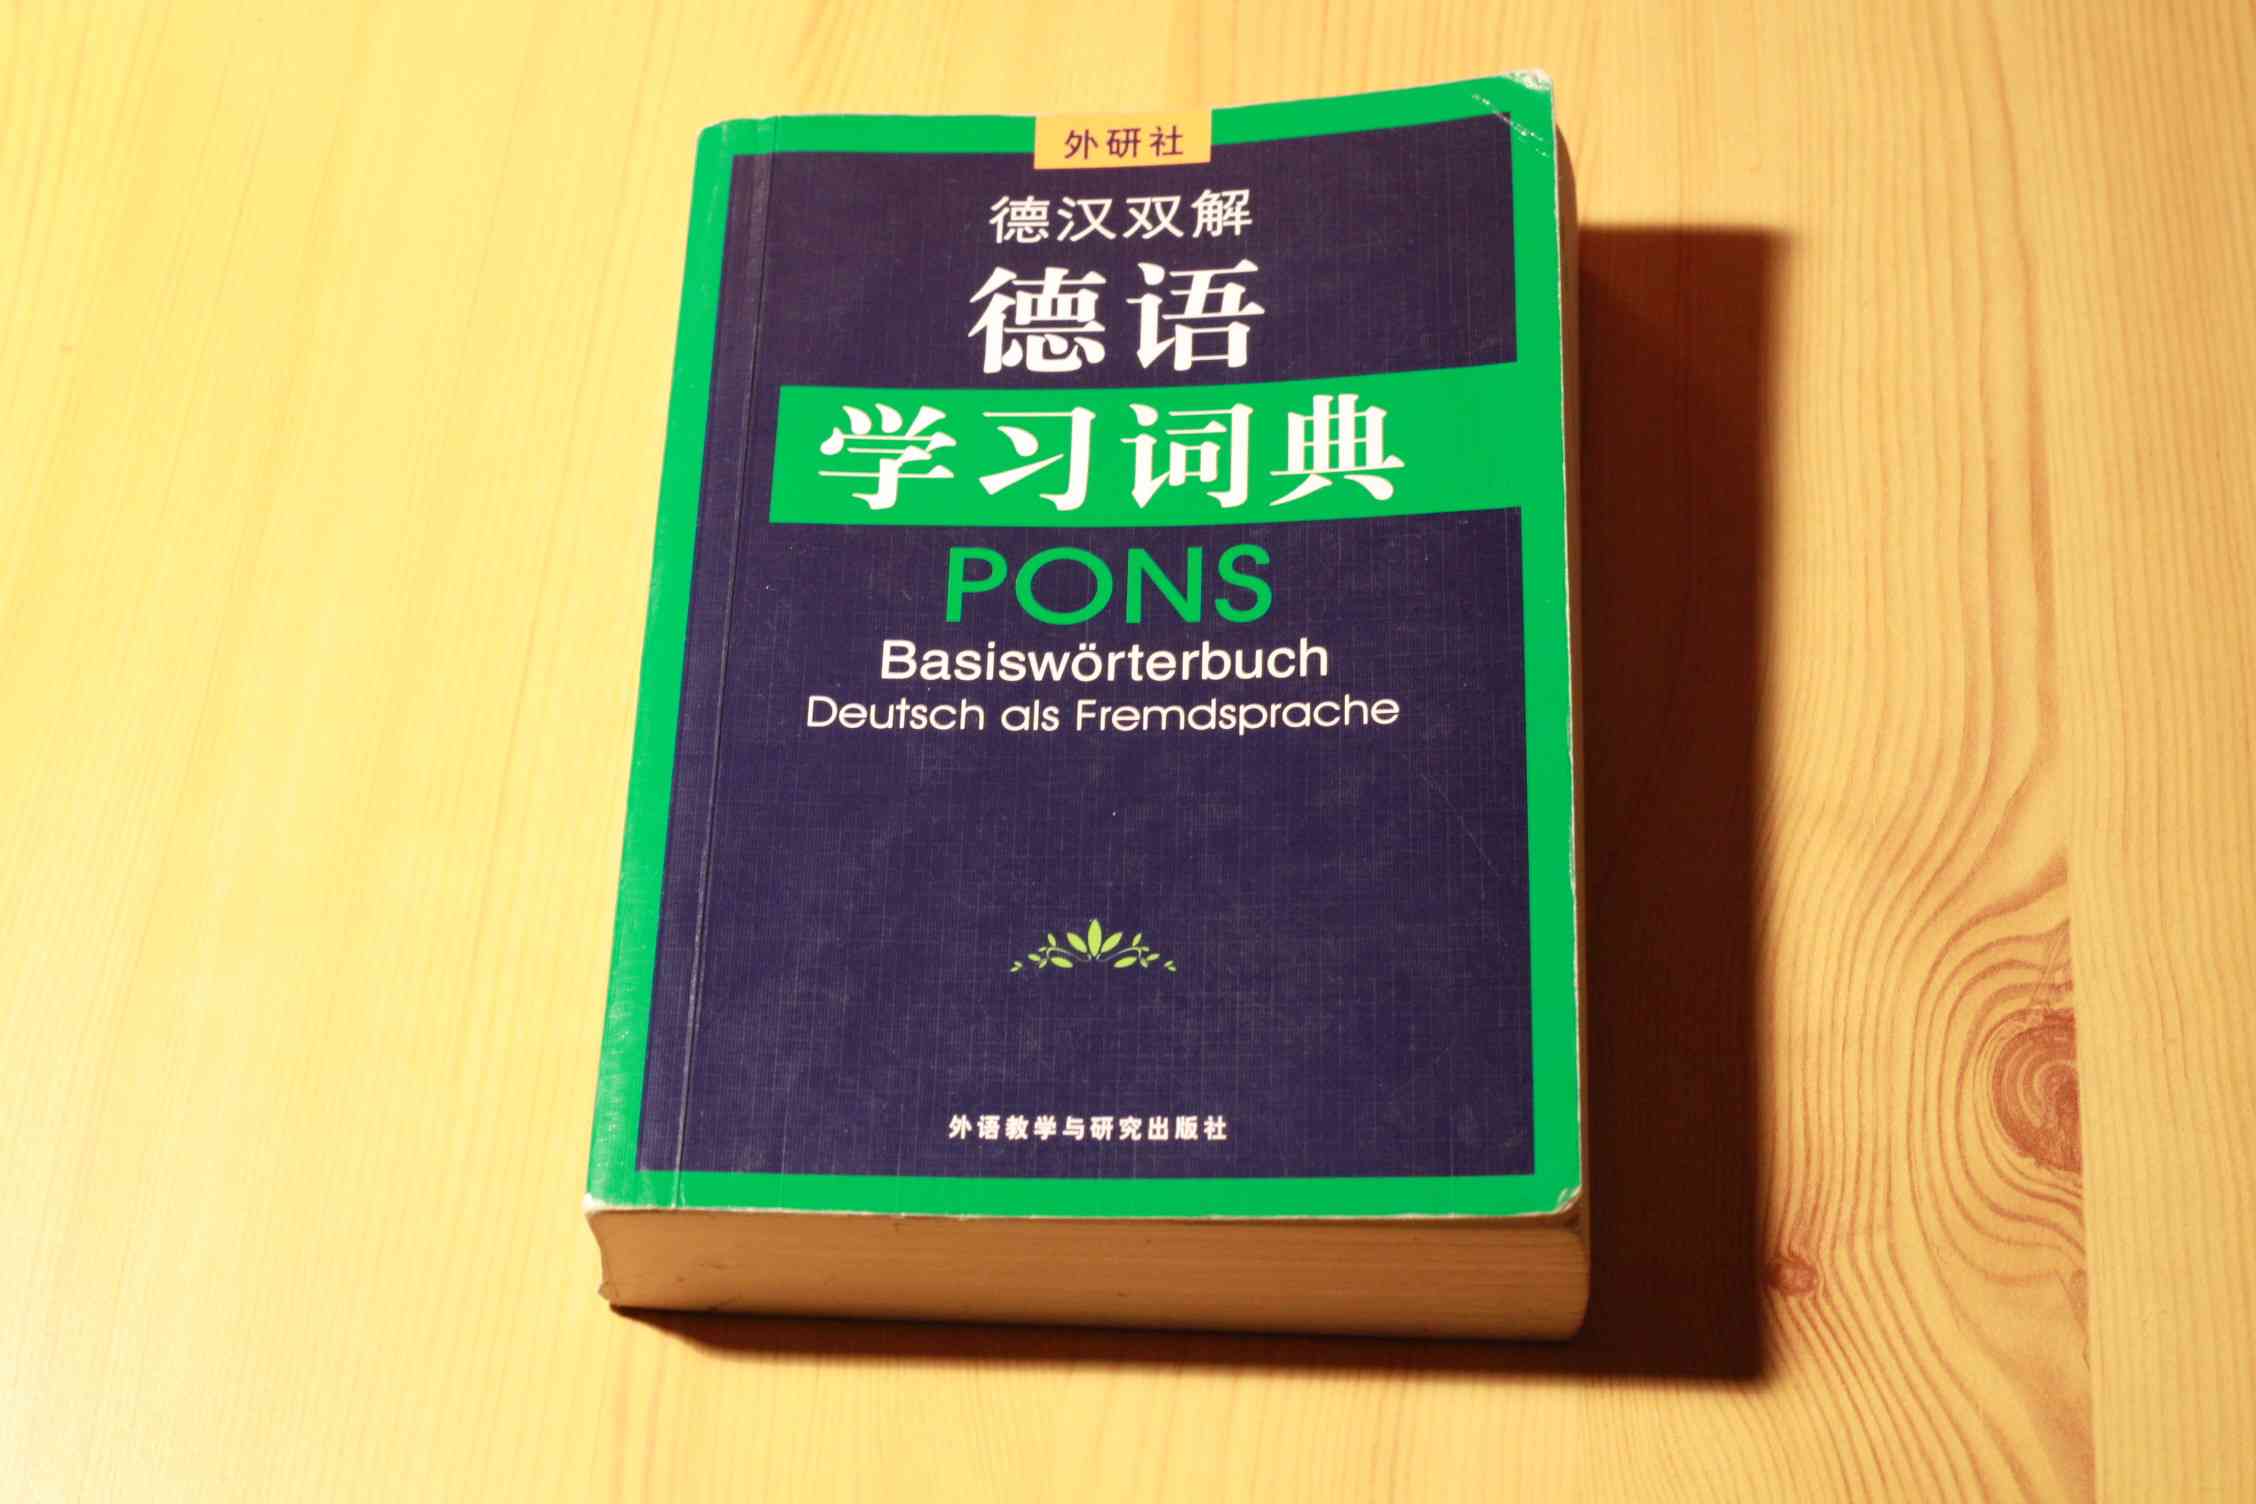 外研社
德汉双解
德语
学习词典
PONS
Basiswörterbuch
Deutsch als Fremdsprache
外语教学与研究出版社